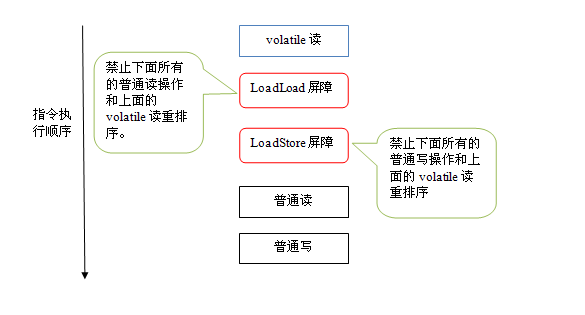 volatile 读
禁止下面所有
的普通读操作
和上面的
volatile 读重排
序。
LoadLoad 屏障
指令执
行顺序
LoadStore 屏障
禁止下面所有的
普通写操作和上
面的 volatile 读
重排序
普通读
普通写